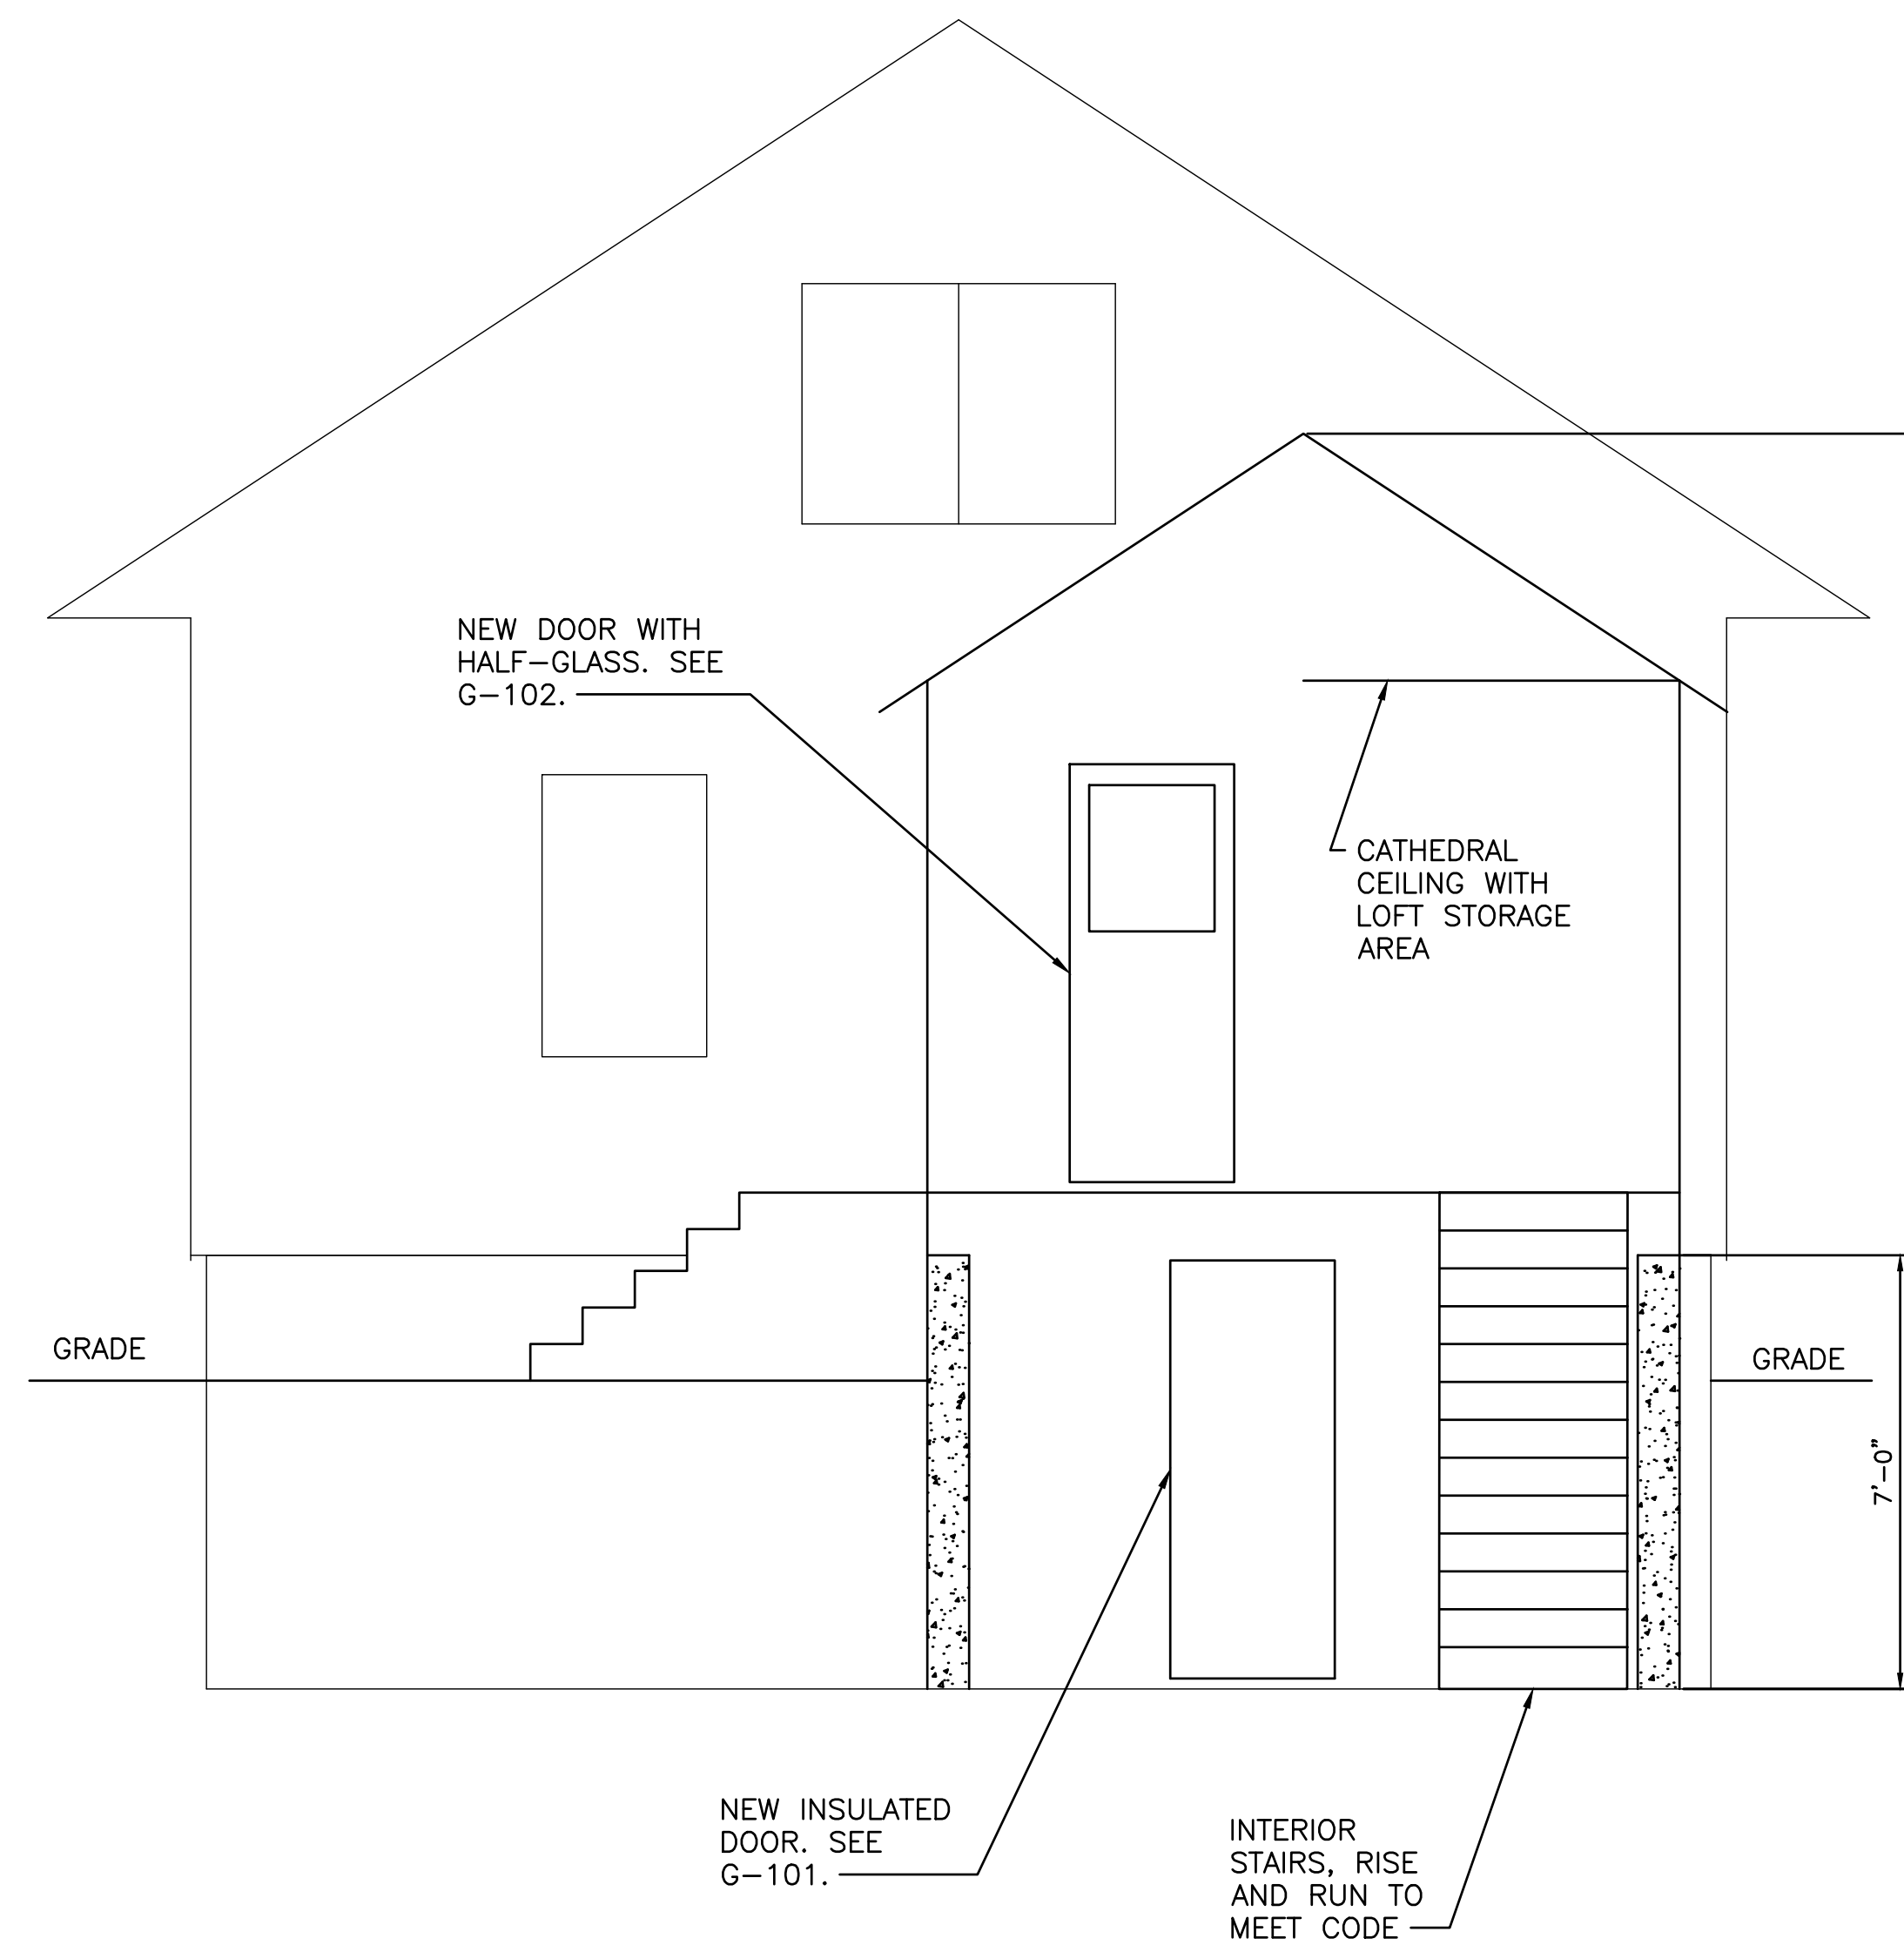 NEW DOOR WITH
HALF-GLASS. SEE
G-102.
CATHEDRAL
CEILING WITH
LOFT STORAGE
AREA
GRADE
GRADE
7'-0"
NEW INSULATED
DOOR. SEE
G-101.
INTERIOR
STAIRS, RISE
AND RUN TO
MEET CODE